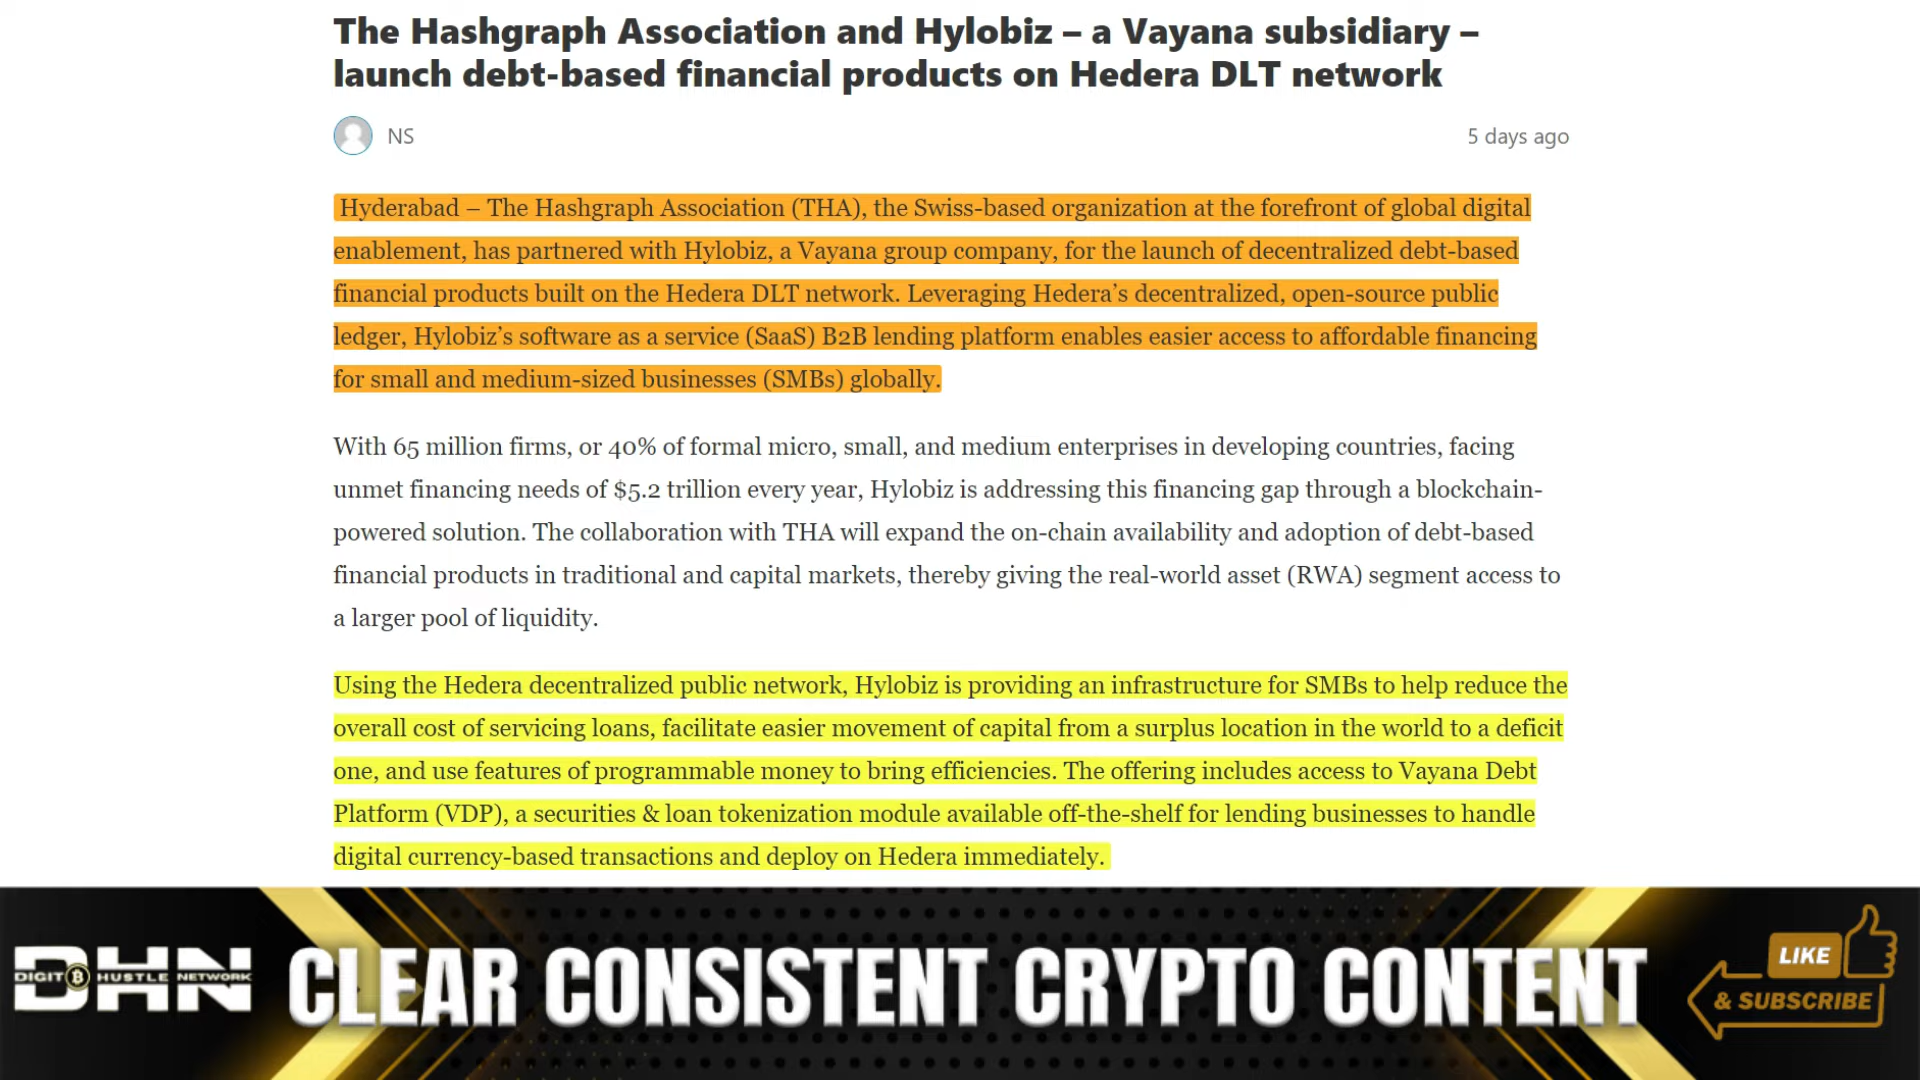 The Hashgraph Association and Hylobiz – a Vayana subsidiary –
launch debt-based financial products on Hedera DLT network
NS
5 days ago
Hyderabad – The Hashgraph Association (THA), the Swiss-based organization at the forefront of global digital
enablement, has partnered with Hylobiz, a Vayana group company, for the launch of decentralized debt-based
financial products built on the Hedera DLT network. Leveraging Hedera’s decentralized, open-source public
ledger, Hylobiz’s software as a service (SaaS) B2B lending platform enables easier access to affordable financing
for small and medium-sized businesses (SMBs) globally.
With 65 million firms, or 40% of formal micro, small, and medium enterprises in developing countries, facing
unmet financing needs of $5.2 trillion every year, Hylobiz is addressing this financing gap through a blockchain-
powered solution. The collaboration with THA will expand the on-chain availability and adoption of debt-based
financial products in traditional and capital markets, thereby giving the real-world asset (RWA) segment access to
a larger pool of liquidity.
Using the Hedera decentralized public network, Hylobiz is providing an infrastructure for SMBs to help reduce the
overall cost of servicing loans, facilitate easier movement of capital from a surplus location in the world to a deficit
one, and use features of programmable money to bring efficiencies. The offering includes access to Vayana Debt
Platform (VDP), a securities & loan tokenization module available off-the-shelf for lending businesses to handle
digital currency-based transactions and deploy on Hedera immediately.
DHN
DIGIT HUSTLE NETWORK
CLEAR CONSISTENT CRYPTO CONTENT
LIKE
& SUBSCRIBE